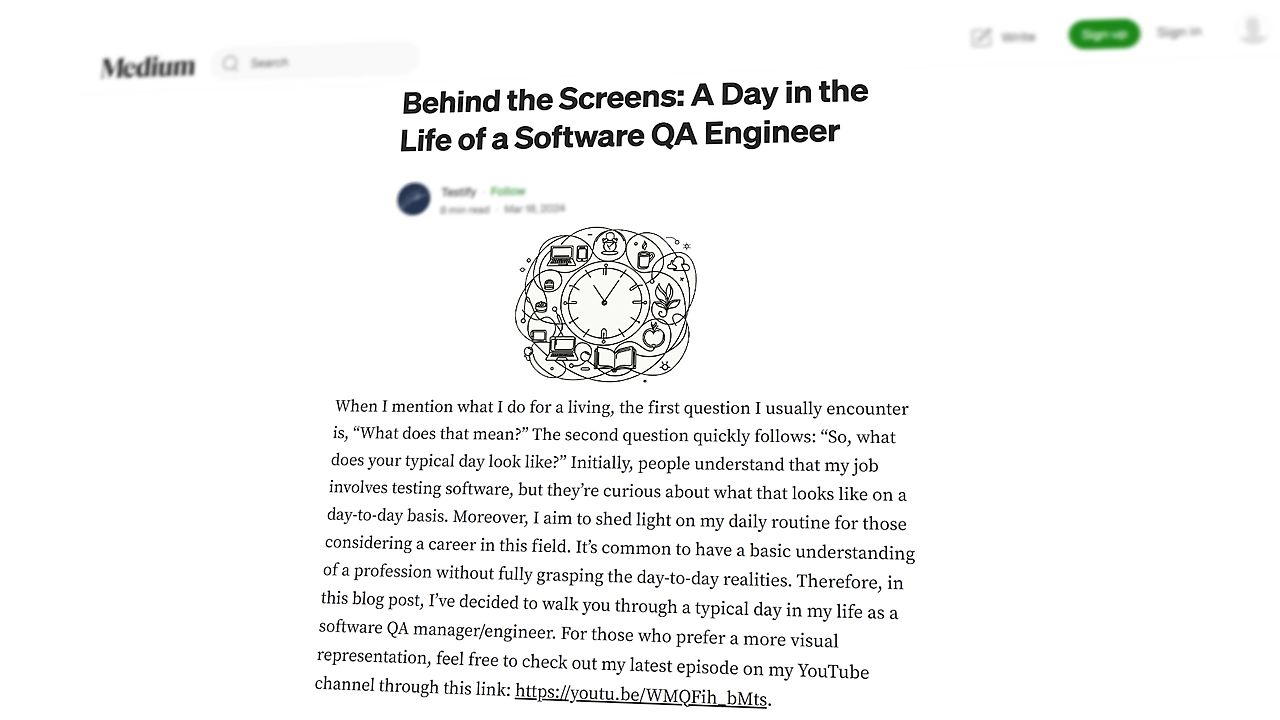 Medium
Search
Write
Sign up
Sign in
Behind the Screens: A Day in the
Life of a Software QA Engineer
Testify · Follow
8 min read · Mar 18, 2024
When I mention what I do for a living, the first question I usually encounter
is, “What does that mean?” The second question quickly follows: “So, what
does your typical day look like?” Initially, people understand that my job
involves testing software, but they’re curious about what that looks like on a
day-to-day basis. Moreover, I aim to shed light on my daily routine for those
considering a career in this field. It’s common to have a basic understanding
of a profession without fully grasping the day-to-day realities. Therefore, in
this blog post, I’ve decided to walk you through a typical day in my life as a
software QA manager/engineer. For those who prefer a more visual
representation, feel free to check out my latest episode on my YouTube
channel through this link: https://youtu.be/WMQFih_bMts.